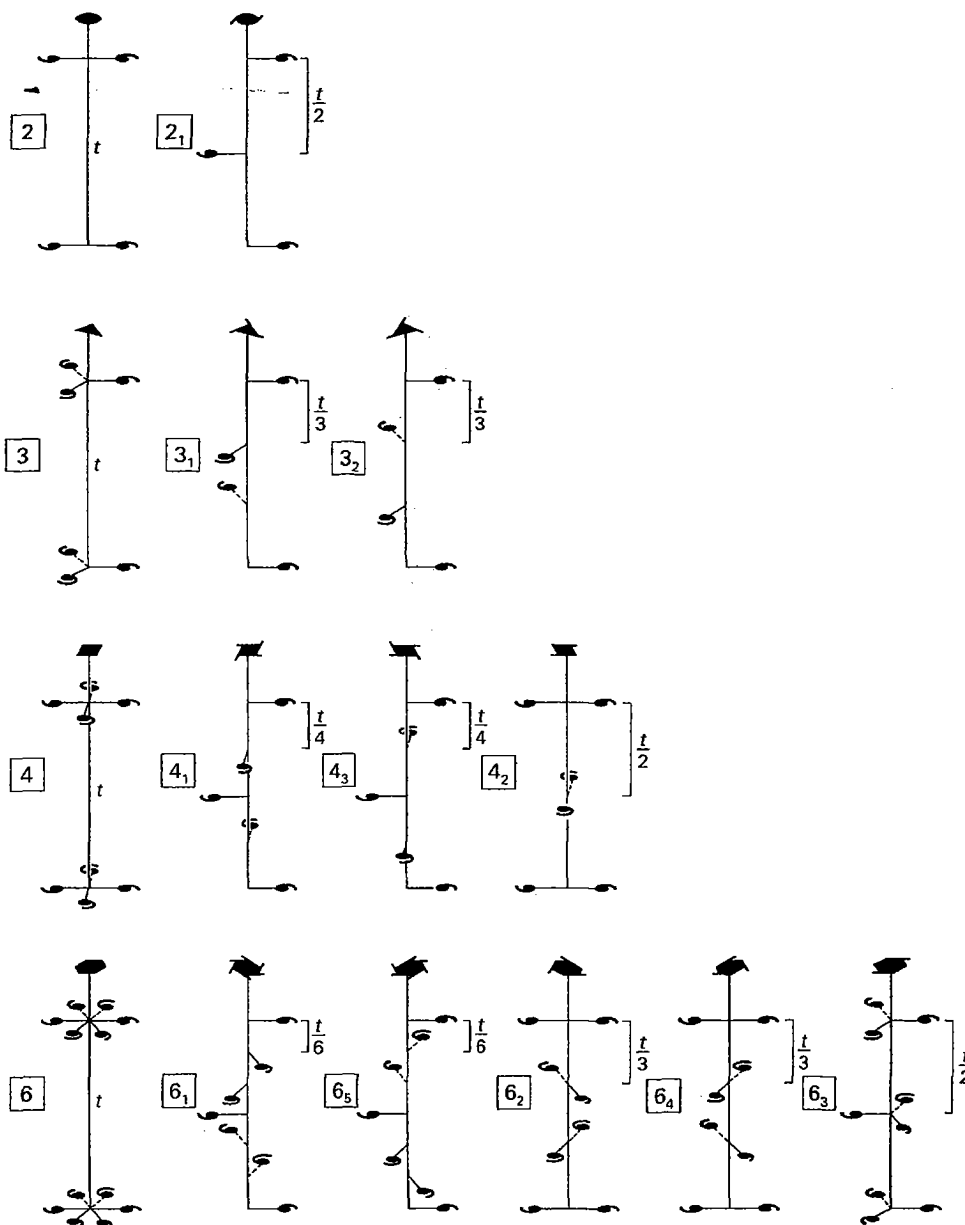 2 t 2₁ t/2
3 t 3₁ t/3 3₂ t/3
4 t 4₁ t/4 4₃ t/4 4₂ t/2
6 t 6₁ t/6 6₅ t/6 6₂ t/3 6₄ t/3 6₃ t/2